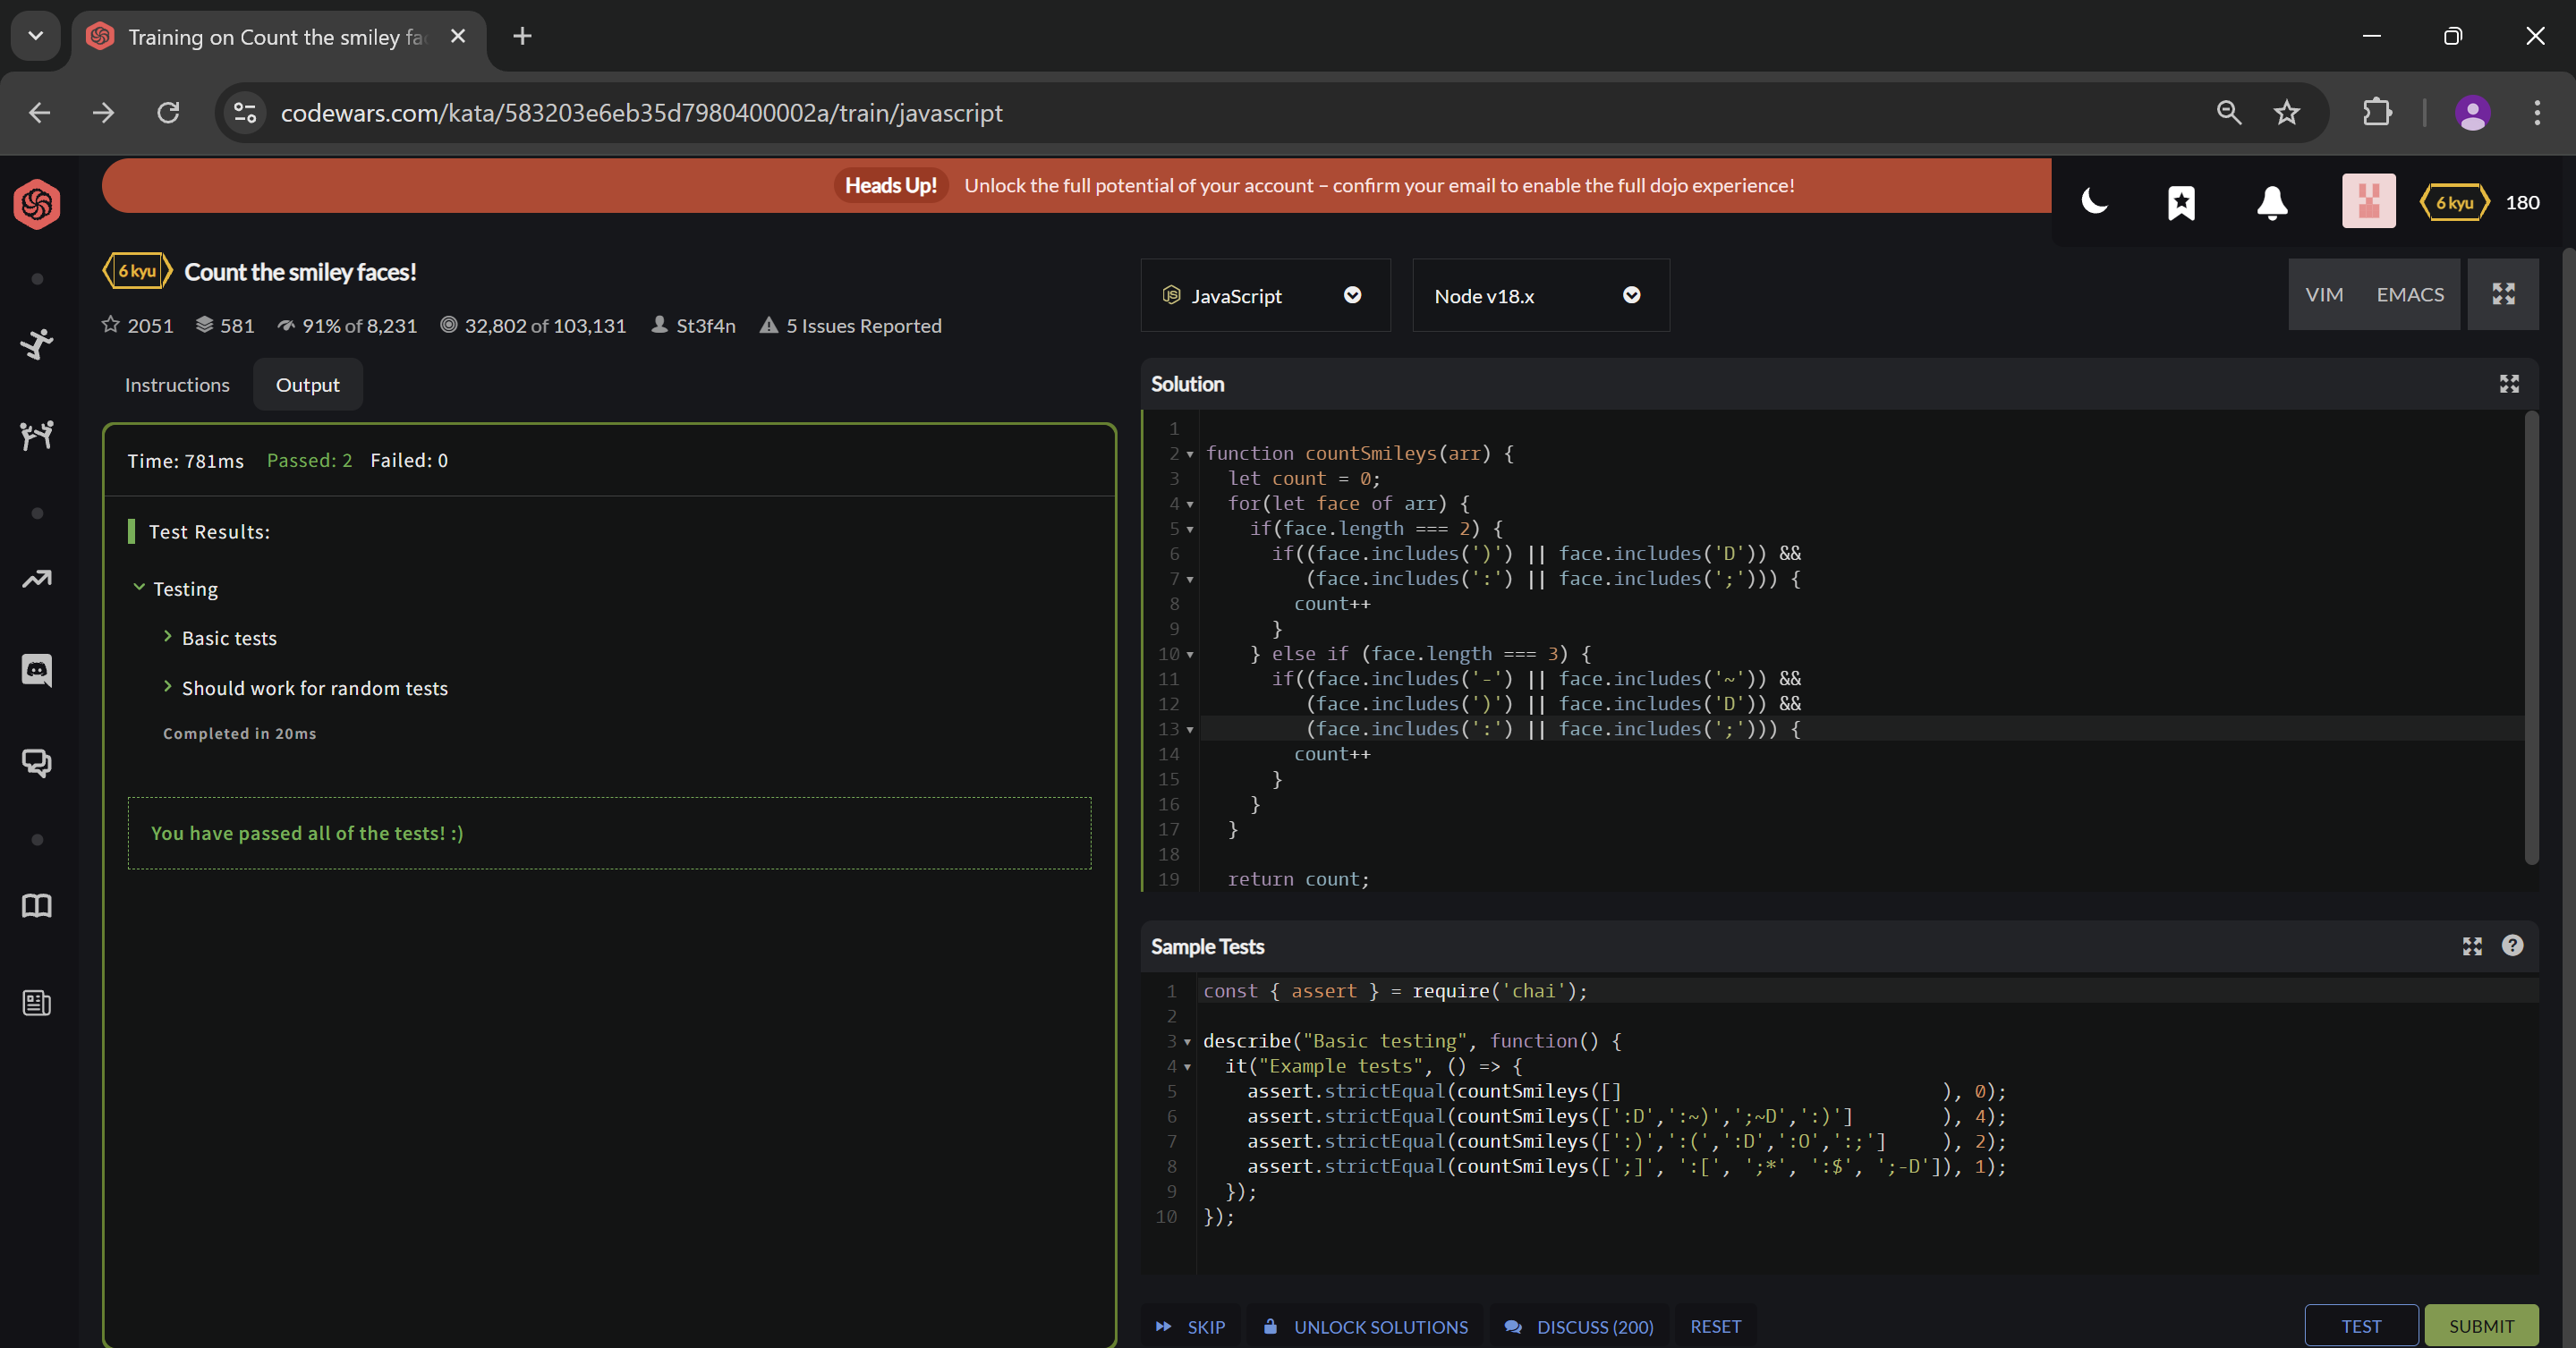 Training on Count the smiley fa
codewars.com/kata/583203e6eb35d7980400002a/train/javascript
Heads Up! Unlock the full potential of your account – confirm your email to enable the full dojo experience!
6 kyu 180
6 kyu Count the smiley faces!
2051 581 91% of 8,231 32,802 of 103,131 St3f4n 5 Issues Reported
Instructions Output
Time: 781ms Passed: 2 Failed: 0
Test Results:
Testing
Basic tests
Should work for random tests
Completed in 20ms
You have passed all of the tests! :)
JS JavaScript Node v18.x VIM EMACS
Solution
1
2 function countSmileys(arr) {
3 let count = 0;
4 for(let face of arr) {
5 if(face.length === 2) {
6 if((face.includes(')') || face.includes('D')) &&
7 (face.includes(':') || face.includes(';'))) {
8 count++
9 }
10 } else if (face.length === 3) {
11 if((face.includes('-') || face.includes('~')) &&
12 (face.includes(')') || face.includes('D')) &&
13 (face.includes(':') || face.includes(';'))) {
14 count++
15 }
16 }
17 }
18
19 return count;
Sample Tests
1 const { assert } = require('chai');
2
3 describe("Basic testing", function() {
4 it("Example tests", () => {
5 assert.strictEqual(countSmileys([] ), 0);
6 assert.strictEqual(countSmileys([':D',':~)',';~D',':)'] ), 4);
7 assert.strictEqual(countSmileys([':)',':(',':D',':O',':;'] ), 2);
8 assert.strictEqual(countSmileys([';]', ':[', ';*', ':$', ';-D']), 1);
9 });
10 });
SKIP UNLOCK SOLUTIONS DISCUSS (200) RESET TEST SUBMIT